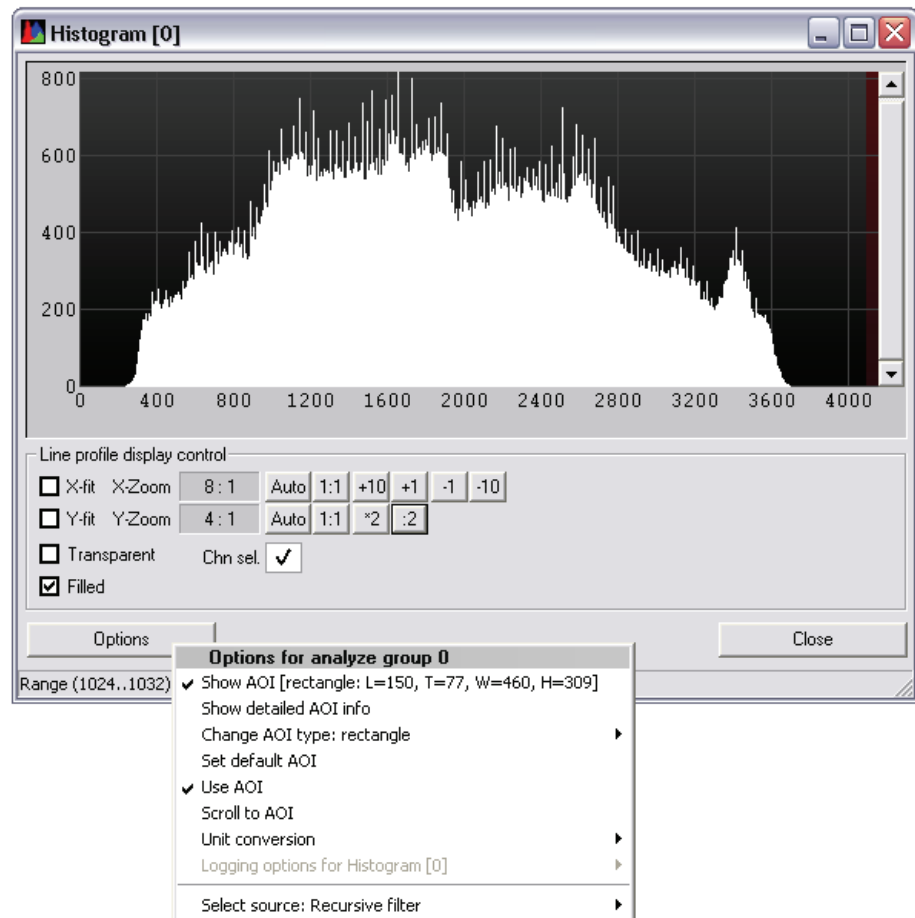 Histogram [0]
800
600
400
200
0
0 400 800 1200 1600 2000 2400 2800 3200 3600 4000
Line profile display control
X-fit X-Zoom 8 : 1 Auto 1:1 +10 +1 -1 -10
Y-fit Y-Zoom 4 : 1 Auto 1:1 *2 :2
Transparent Chn sel.
Filled
Options Close
Options for analyze group 0
Range (1024..1032)
Show AOI [rectangle: L=150, T=77, W=460, H=309]
Show detailed AOI info
Change AOI type: rectangle
Set default AOI
Use AOI
Scroll to AOI
Unit conversion
Logging options for Histogram [0]
Select source: Recursive filter